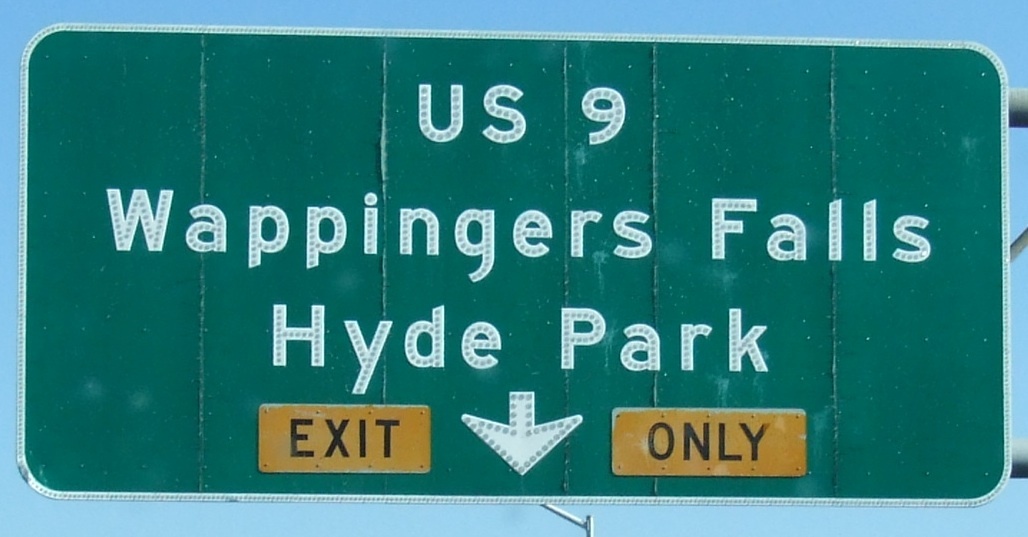 US 9
Wappingers Falls
Hyde Park
EXIT ONLY